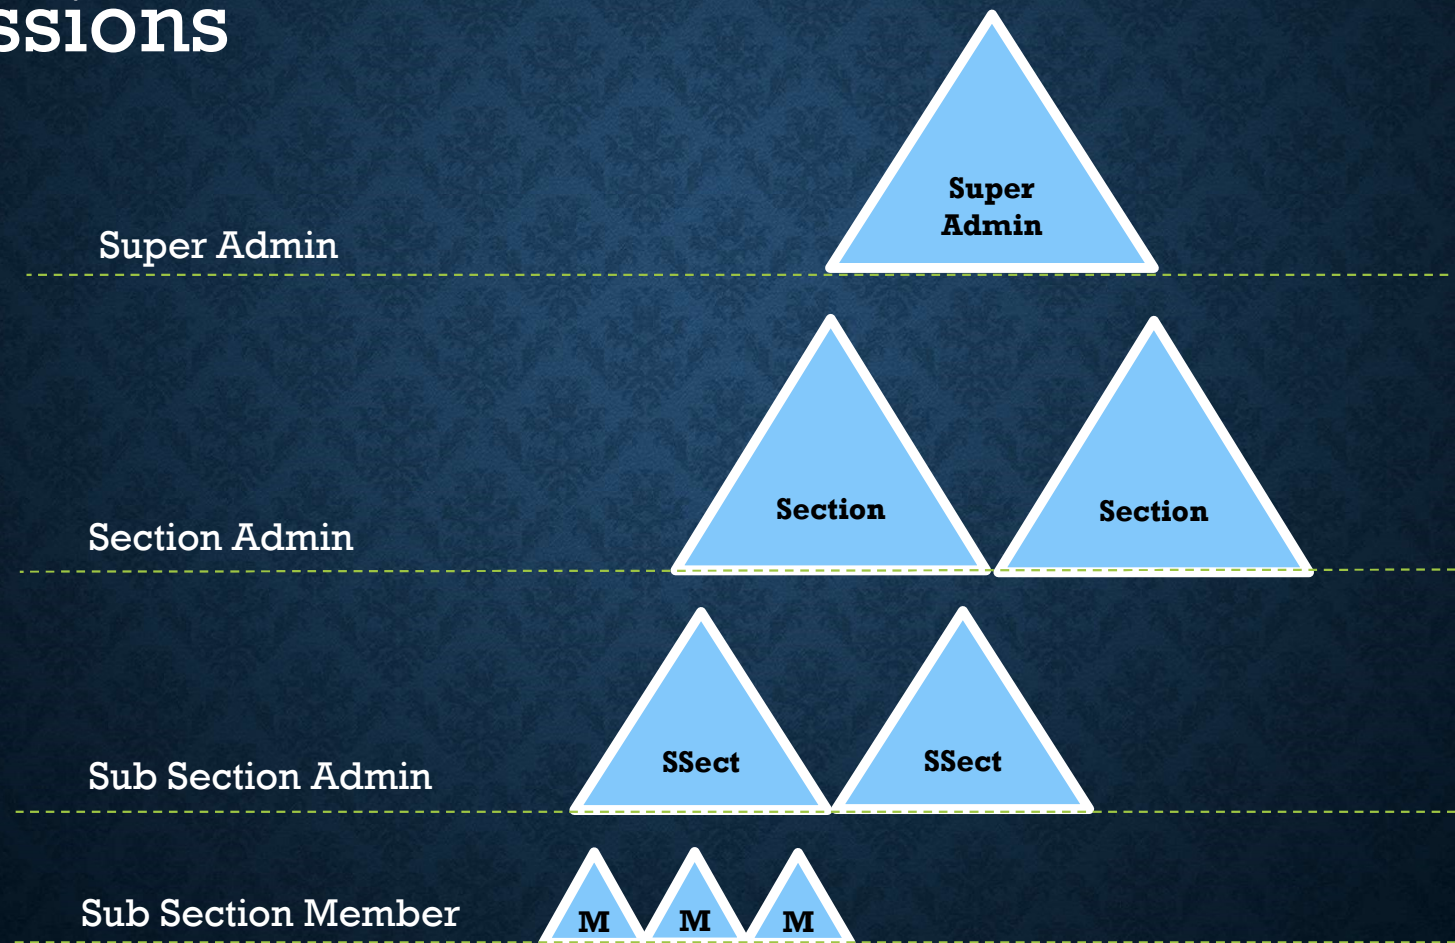 ssions
Super
Admin
Super Admin
Section
Section
Section Admin
SSect
SSect
Sub Section Admin
M
M
M
Sub Section Member